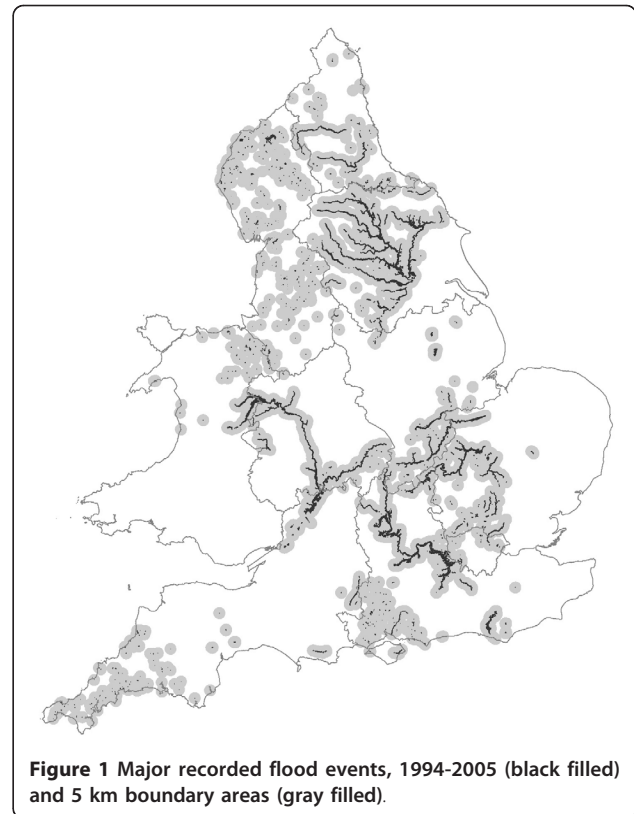 Figure 1 Major recorded flood events, 1994-2005 (black filled)
and 5 km boundary areas (gray filled).